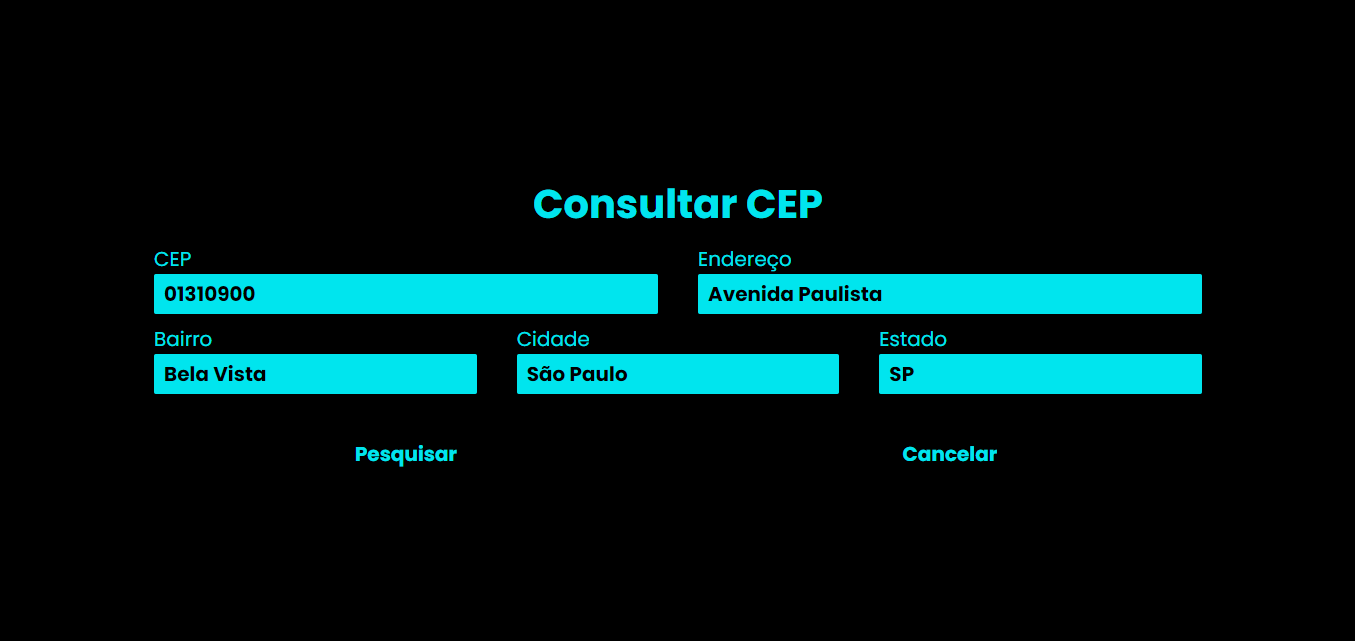 Consultar CEP
CEP
Endereço
01310900
Avenida Paulista
Bairro
Cidade
Estado
Bela Vista
São Paulo
SP
Pesquisar
Cancelar